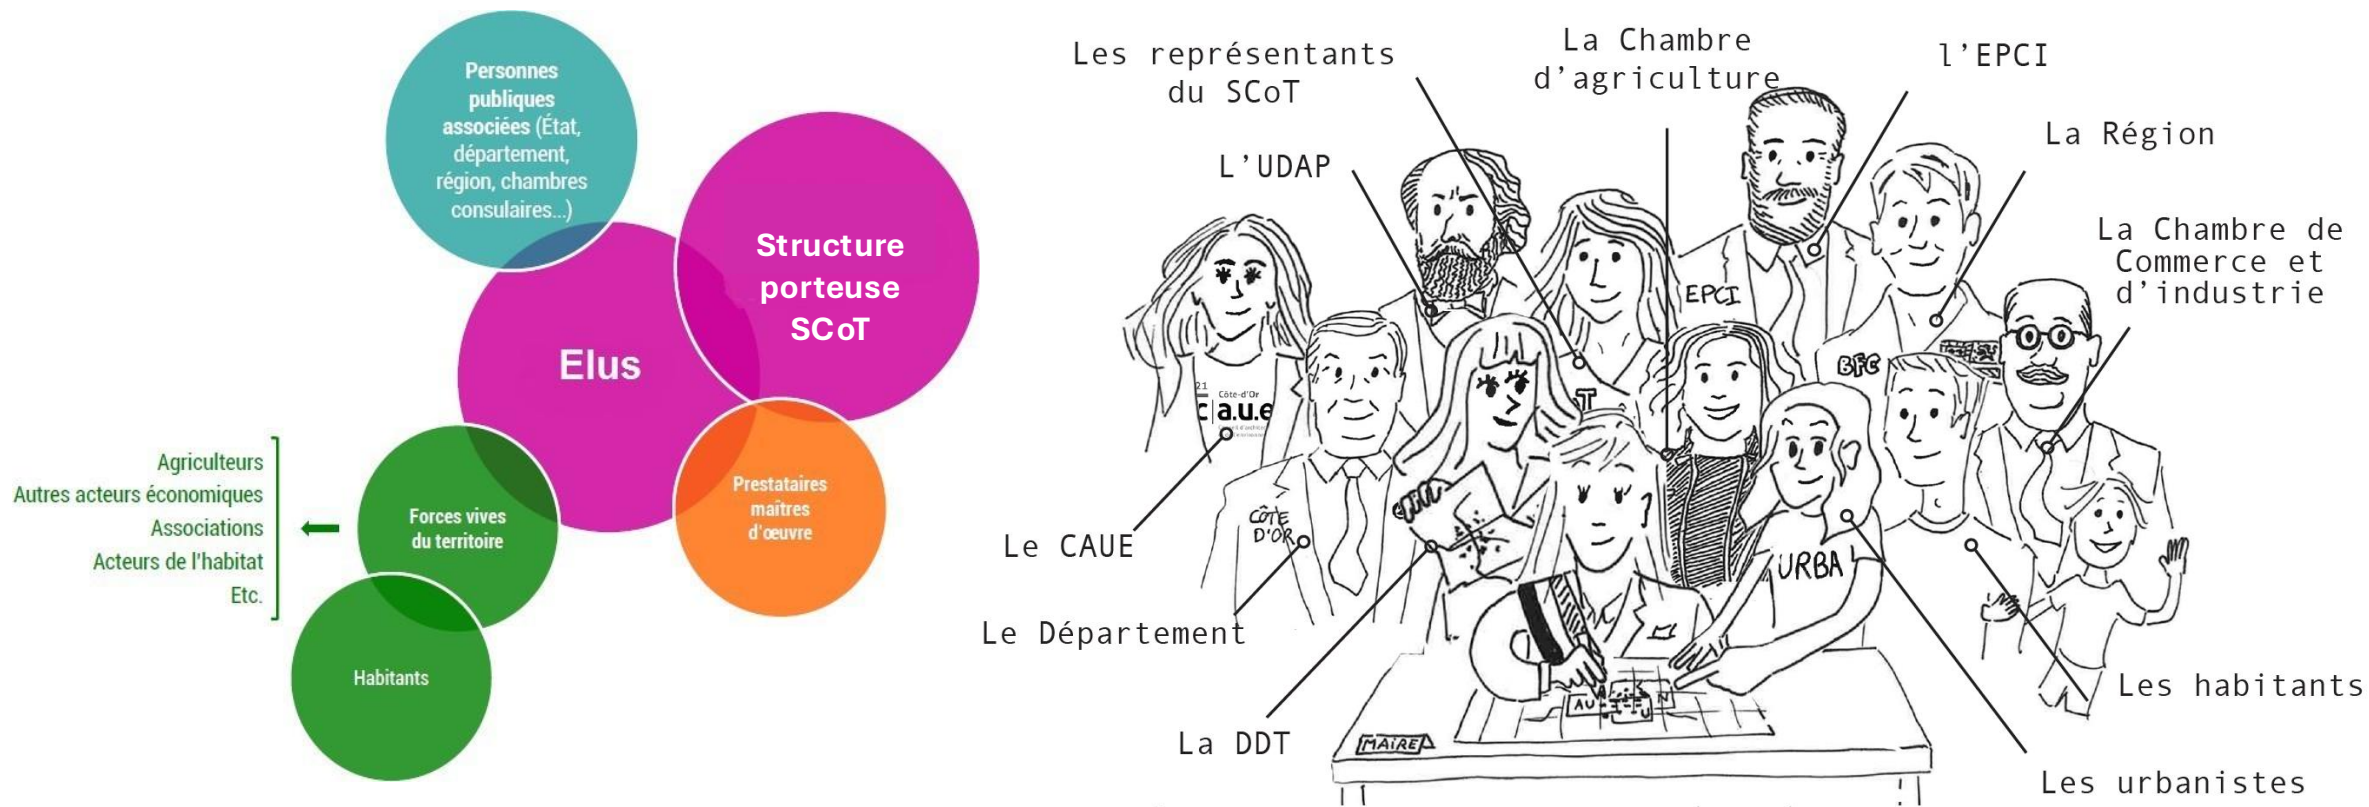 Personnes
publiques
associées (État,
département,
région, chambres
consulaires...)
Structure
porteuse
SCoT
Elus
Prestataires
maîtres
d'œuvre
Forces vives
du territoire
Habitants
Agriculteurs
Autres acteurs économiques
Associations
Acteurs de l'habitat
Etc.
Les représentants
du SCoT
La Chambre
d'agriculture
l'EPCI
La Région
L'UDAP
La Chambre de
Commerce et
d'industrie
EPCI
BFC
T
21
Côte-d'Or
c|a.u.e
CÔTE
D'OR
URBA
Le CAUE
Le Département
La DDT
AU
N
U
MAIRE
Les habitants
Les urbanistes